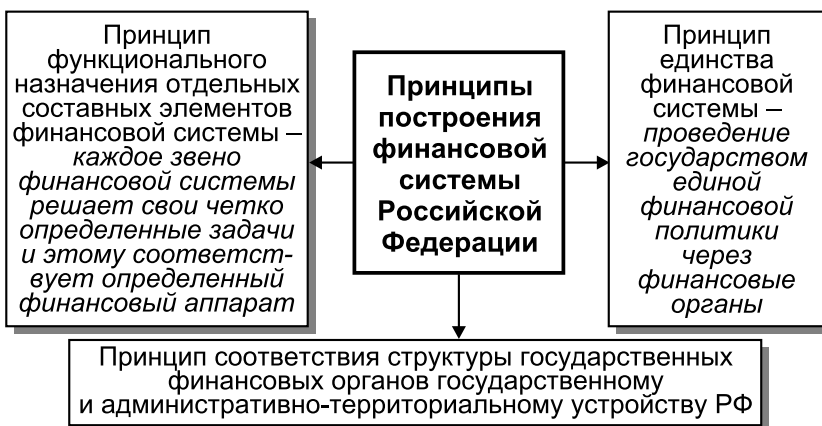 Принцип
функционального
назначения отдельных
составных элементов
финансовой системы –
каждое звено
финансовой системы
решает свои четко
определенные задачи
и этому соответст-
вует определенный
финансовый аппарат
Принципы
построения
финансовой
системы
Российской
Федерации
Принцип
единства
финансовой
системы –
проведение
государством
единой
финансовой
политики
через
финансовые
органы
Принцип соответствия структуры государственных
финансовых органов государственному
и административно-территориальному устройству РФ